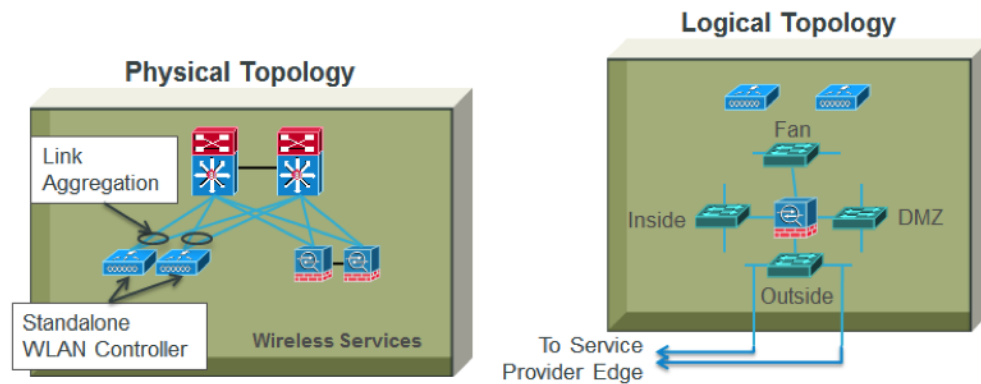 Physical Topology
Link
Aggregation
Standalone
WLAN Controller
Wireless Services
Logical Topology
Fan
Inside
DMZ
Outside
To Service
Provider Edge